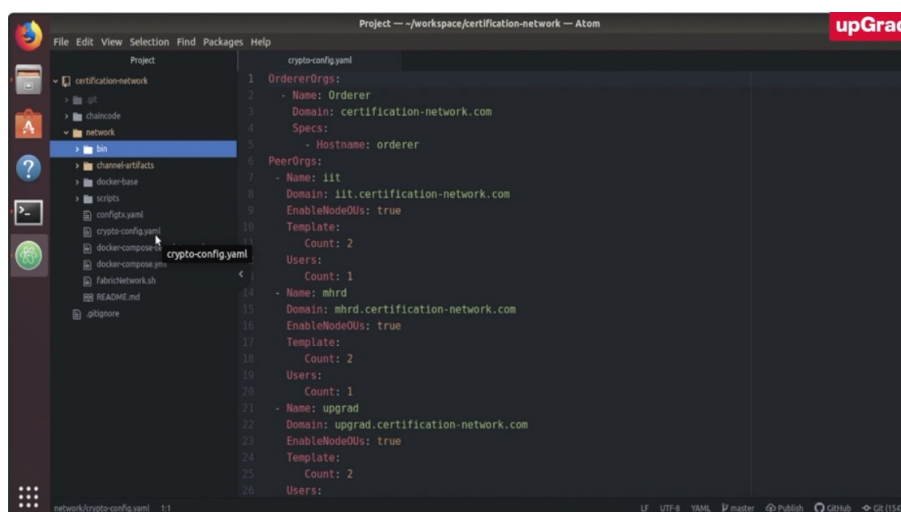 Project — ~/workspace/certification-network — Atom
upGrad
File Edit View Selection Find Packages Help
Project
crypto-config.yaml
certification-network
.git
chaincode
network
bin
channel-artifacts
docker-base
scripts
configtx.yaml
crypto-config.yaml
docker-compose-
docker-compose.yml
fabricNetwork.sh
README.md
.gitignore
crypto-config.yaml
1 OrdererOrgs:
2 - Name: Orderer
3 Domain: certification-network.com
4 Specs:
5 - Hostname: orderer
6 PeerOrgs:
7 - Name: iit
8 Domain: iit.certification-network.com
9 EnableNodeOUs: true
10 Template:
11 Count: 2
Users:
Count: 1
14 - Name: mhrd
15 Domain: mhrd.certification-network.com
16 EnableNodeOUs: true
17 Template:
18 Count: 2
19 Users:
20 Count: 1
21 - Name: upgrad
22 Domain: upgrad.certification-network.com
23 EnableNodeOUs: true
24 Template:
25 Count: 2
26 Users:
network/crypto-config.yaml 1:1
LF UTF-8 YAML master Publish GitHub Git (154